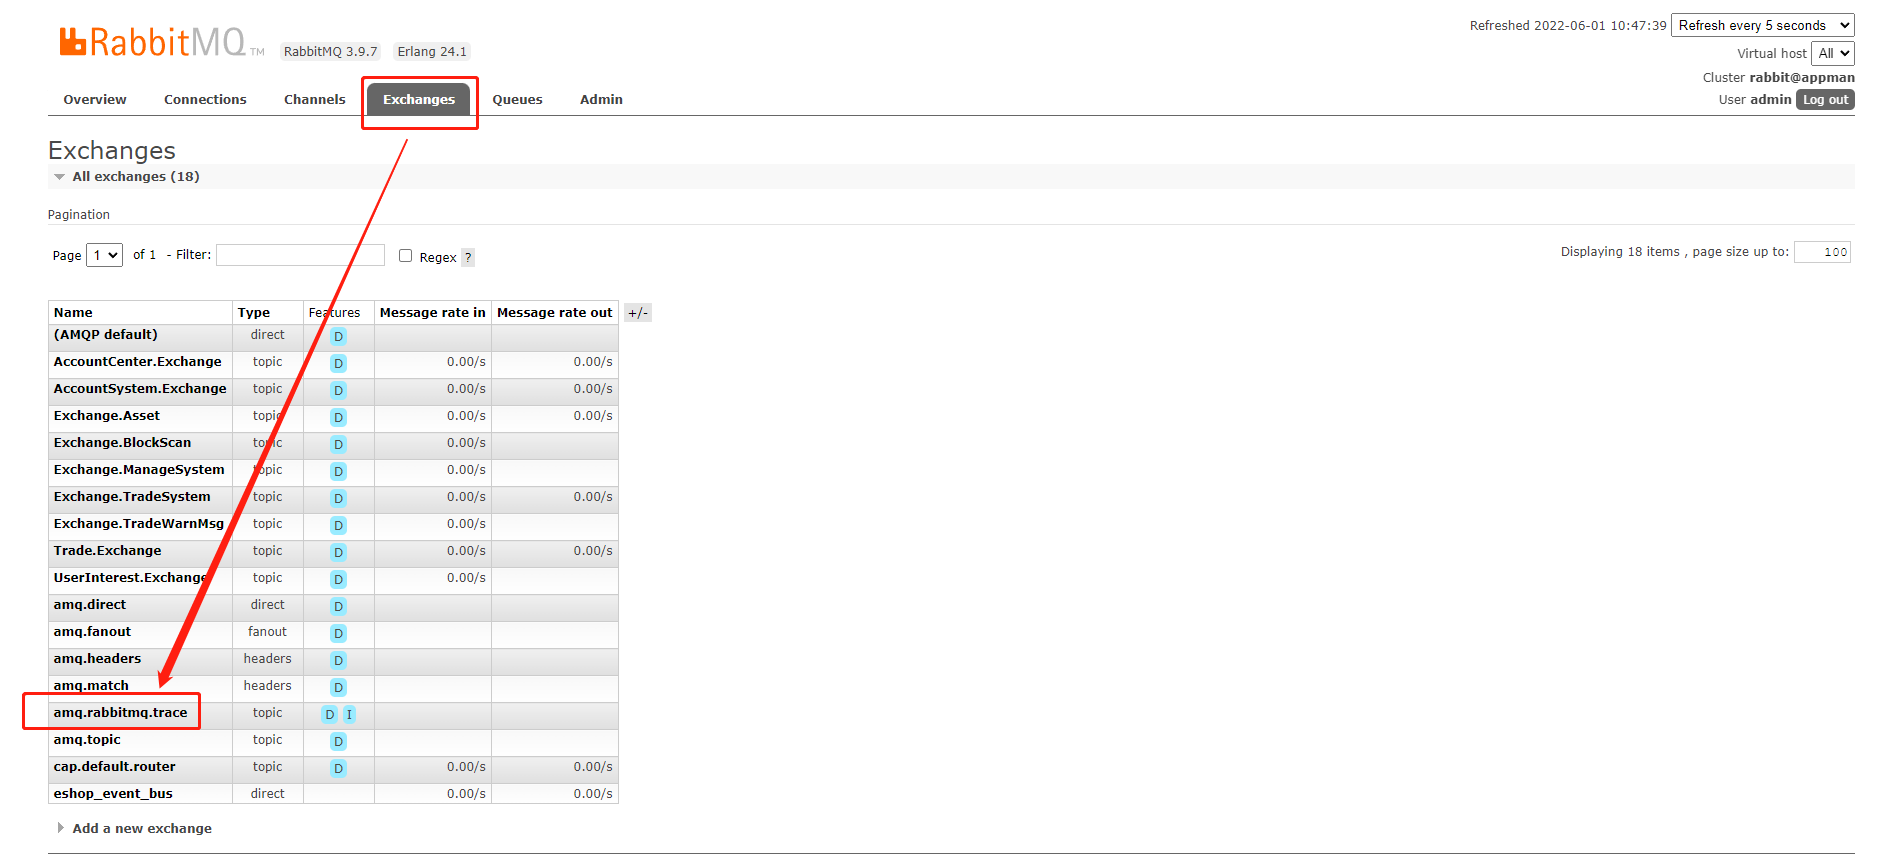 Refreshed 2022-06-01 10:47:39 Refresh every 5 seconds
RabbitMQ TM RabbitMQ 3.9.7 Erlang 24.1
Virtual host All
Cluster rabbit@appman
User admin Log out
Overview Connections Channels Exchanges Queues Admin
Exchanges
All exchanges (18)
Pagination
Page 1 of 1 - Filter: Regex ?
Displaying 18 items , page size up to: 100
Name Type Features Message rate in Message rate out +/-
(AMQP default) direct D
AccountCenter.Exchange topic D 0.00/s 0.00/s
AccountSystem.Exchange topic D 0.00/s 0.00/s
Exchange.Asset topic D 0.00/s 0.00/s
Exchange.BlockScan topic D 0.00/s
Exchange.ManageSystem topic D 0.00/s
Exchange.TradeSystem topic D 0.00/s 0.00/s
Exchange.TradeWarnMsg topic D 0.00/s
Trade.Exchange topic D 0.00/s 0.00/s
UserInterest.Exchange topic D 0.00/s
amq.direct direct D
amq.fanout fanout D
amq.headers headers D
amq.match headers D
amq.rabbitmq.trace topic D I
amq.topic topic D
cap.default.router topic D 0.00/s 0.00/s
eshop_event_bus direct 0.00/s 0.00/s
Add a new exchange